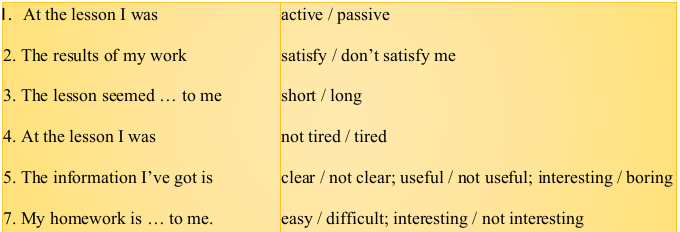 1. At the lesson I was active / passive
2. The results of my work satisfy / don't satisfy me
3. The lesson seemed … to me short / long
4. At the lesson I was not tired / tired
5. The information I've got is clear / not clear; useful / not useful; interesting / boring
7. My homework is … to me. easy / difficult; interesting / not interesting